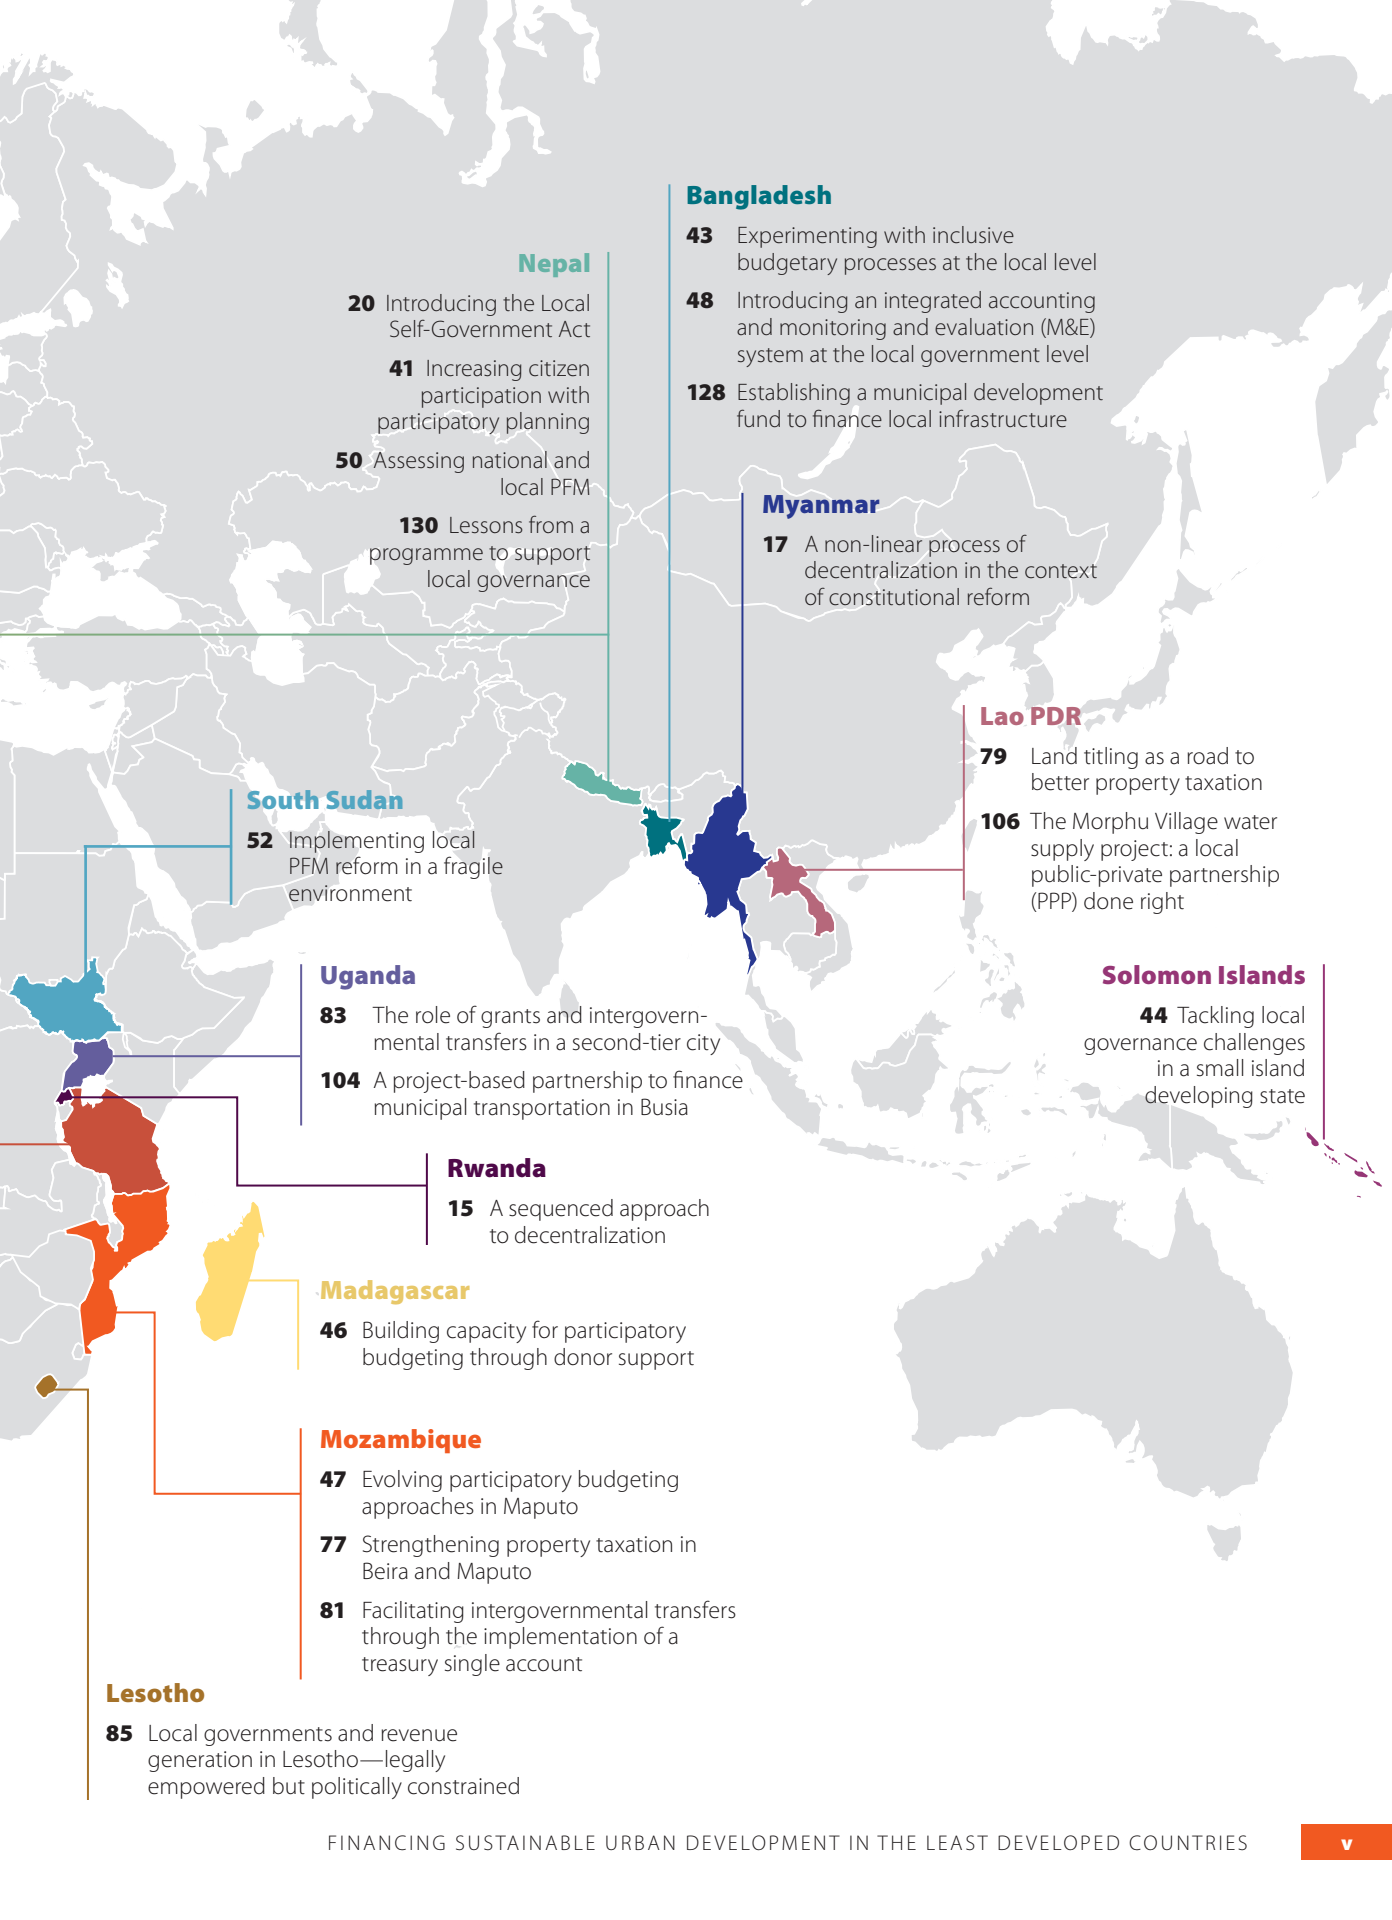 Bangladesh
43 Experimenting with inclusive
budgetary processes at the local level
48 Introducing an integrated accounting
and monitoring and evaluation (M&E)
system at the local government level
128 Establishing a municipal development
fund to finance local infrastructure
Nepal
20 Introducing the Local
Self-Government Act
41 Increasing citizen
participation with
participatory planning
50 Assessing national and
local PFM
130 Lessons from a
programme to support
local governance
Myanmar
17 A non-linear process of
decentralization in the context
of constitutional reform
Lao PDR
79 Land titling as a road to
better property taxation
106 The Morphu Village water
supply project: a local
public-private partnership
(PPP) done right
South Sudan
52 Implementing local
PFM reform in a fragile
environment
Uganda
83 The role of grants and intergovern-
mental transfers in a second-tier city
104 A project-based partnership to finance
municipal transportation in Busia
Solomon Islands
44 Tackling local
governance challenges
in a small island
developing state
Rwanda
15 A sequenced approach
to decentralization
Madagascar
46 Building capacity for participatory
budgeting through donor support
Mozambique
47 Evolving participatory budgeting
approaches in Maputo
77 Strengthening property taxation in
Beira and Maputo
81 Facilitating intergovernmental transfers
through the implementation of a
treasury single account
Lesotho
85 Local governments and revenue
generation in Lesotho—legally
empowered but politically constrained
FINANCING SUSTAINABLE URBAN DEVELOPMENT IN THE LEAST DEVELOPED COUNTRIES
v